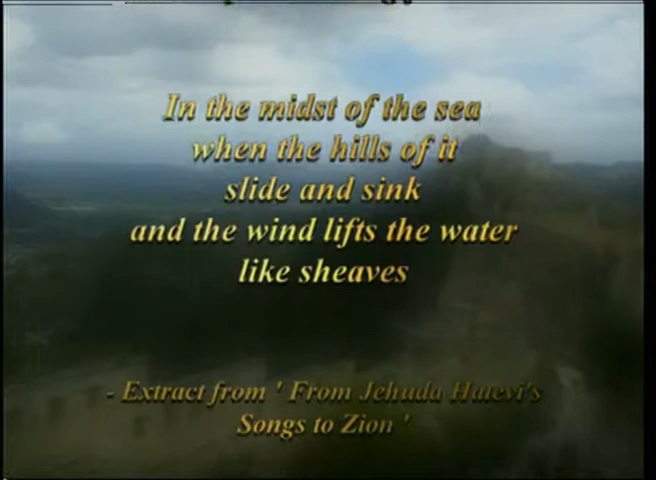 In the midst of the sea
when the hills of it
slide and sink
and the wind lifts the water
like sheaves
- Extract from ' From Jehuda Halevi's
Songs to Zion '